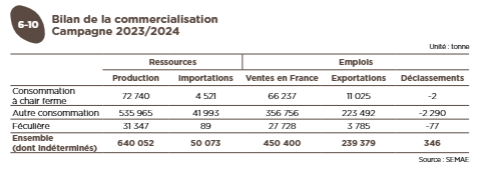 6-10
Bilan de la commercialisation
Campagne 2023/2024
Unité : tonne
Ressources Emplois
Production Importations Ventes en France Exportations Déclassements
Consommation
à chair ferme 72 740 4 521 66 237 11 025 -2
Autre consommation 535 965 41 993 356 756 223 492 -2 290
Féculière 31 347 89 27 728 3 785 -77
Ensemble
(dont indéterminés) 640 052 50 073 450 400 239 379 346
Source : SEMAE